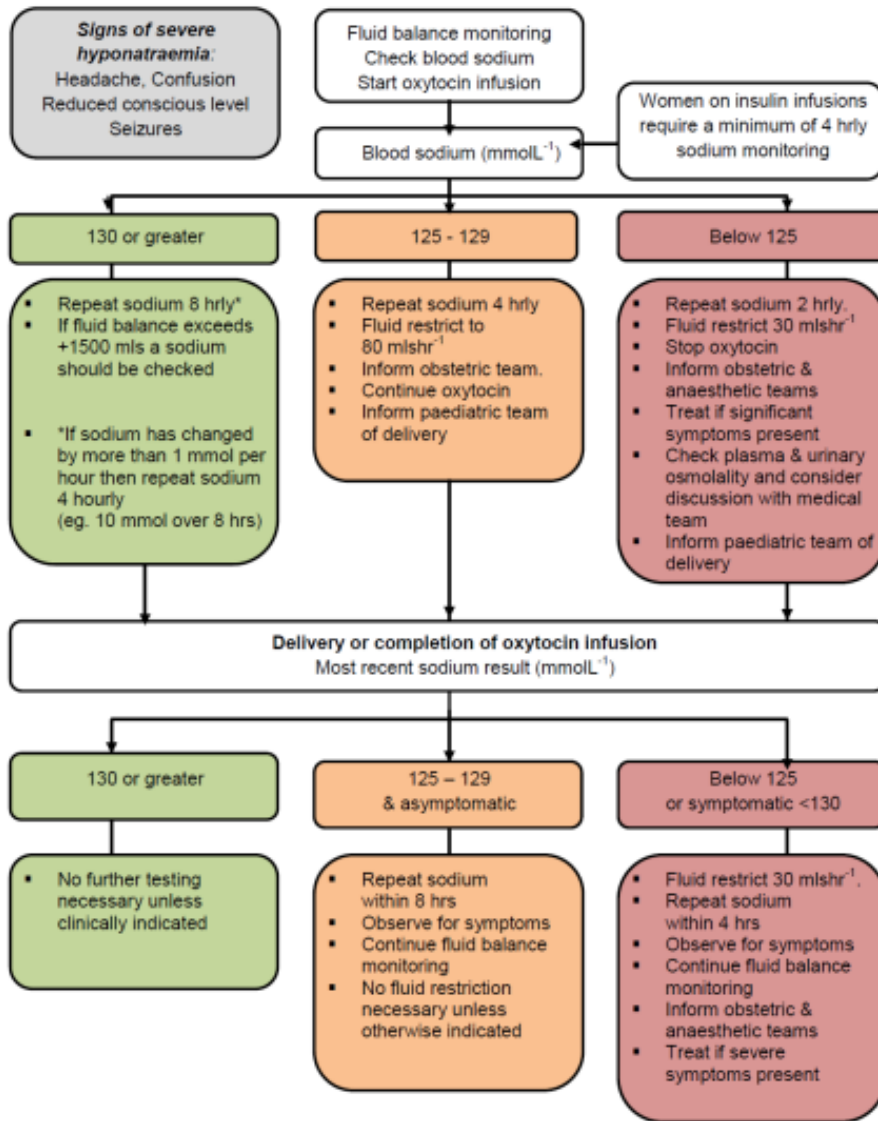 Signs of severe
hyponatraemia:
Headache, Confusion
Reduced conscious level
Seizures
Fluid balance monitoring
Check blood sodium
Start oxytocin infusion
Women on insulin infusions
require a minimum of 4 hrly
sodium monitoring
Blood sodium (mmolL⁻¹)
130 or greater
▪ Repeat sodium 8 hrly*
▪ If fluid balance exceeds
+1500 mls a sodium
should be checked
▪ *If sodium has changed
by more than 1 mmol per
hour then repeat sodium
4 hourly
(eg. 10 mmol over 8 hrs)
125 - 129
▪ Repeat sodium 4 hrly
▪ Fluid restrict to
80 mlshr⁻¹
▪ Inform obstetric team.
▪ Continue oxytocin
▪ Inform paediatric team
of delivery
Below 125
▪ Repeat sodium 2 hrly.
▪ Fluid restrict 30 mlshr⁻¹
▪ Stop oxytocin
▪ Inform obstetric &
anaesthetic teams
▪ Treat if significant
symptoms present
▪ Check plasma & urinary
osmolality and consider
discussion with medical
team
▪ Inform paediatric team of
delivery
Delivery or completion of oxytocin infusion
Most recent sodium result (mmolL⁻¹)
130 or greater
▪ No further testing
necessary unless
clinically indicated
125 – 129
& asymptomatic
▪ Repeat sodium
within 8 hrs
▪ Observe for symptoms
▪ Continue fluid balance
monitoring
▪ No fluid restriction
necessary unless
otherwise indicated
Below 125
or symptomatic <130
▪ Fluid restrict 30 mlshr⁻¹.
▪ Repeat sodium
within 4 hrs
▪ Observe for symptoms
▪ Continue fluid balance
monitoring
▪ Inform obstetric &
anaesthetic teams
▪ Treat if severe
symptoms present